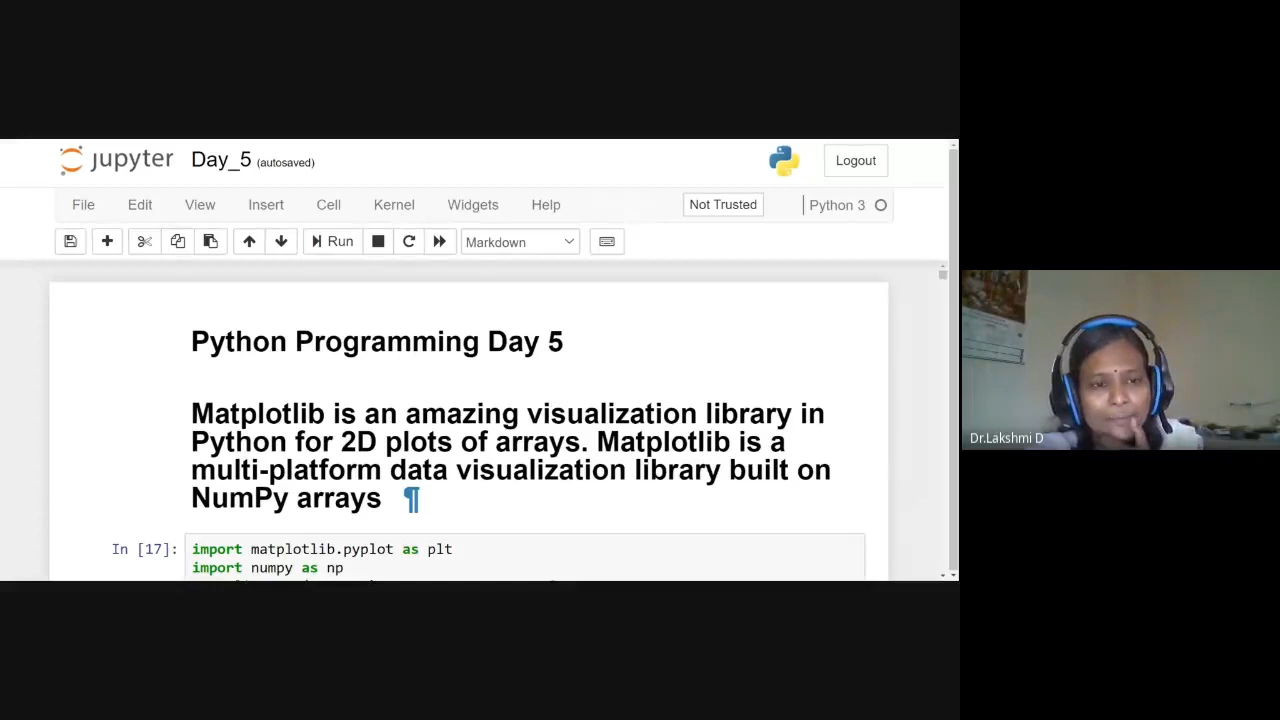 jupyter Day_5 (autosaved) Logout
File Edit View Insert Cell Kernel Widgets Help Not Trusted Python 3
Run Markdown
Python Programming Day 5
Matplotlib is an amazing visualization library in
Python for 2D plots of arrays. Matplotlib is a
multi-platform data visualization library built on
NumPy arrays ¶
In [17]: import matplotlib.pyplot as plt
import numpy as np
Dr.Lakshmi D